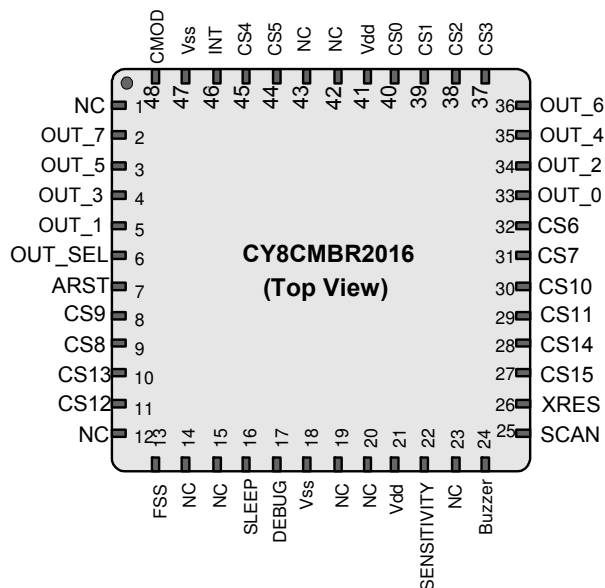 CMOD Vss INT CS4 CS5 NC NC Vdd CS0 CS1 CS2 CS3
48 47 46 45 44 43 42 41 40 39 38 37
NC 1 36 OUT_6
OUT_7 2 35 OUT_4
OUT_5 3 34 OUT_2
OUT_3 4 33 OUT_0
OUT_1 5 32 CS6
OUT_SEL 6 31 CS7
CY8CMBR2016
(Top View)
ARST 7 30 CS10
CS9 8 29 CS11
CS8 9 28 CS14
CS13 10 27 CS15
CS12 11 26 XRES
NC 12 25 SCAN
13 14 15 16 17 18 19 20 21 22 23 24
FSS NC NC SLEEP DEBUG Vss NC NC Vdd SENSITIVITY NC Buzzer